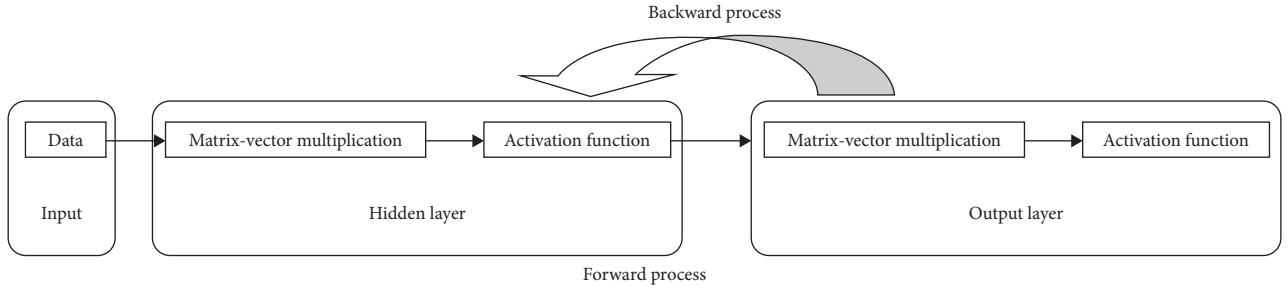 Backward process
Data
Matrix-vector multiplication
Activation function
Matrix-vector multiplication
Activation function
Input
Hidden layer
Output layer
Forward process